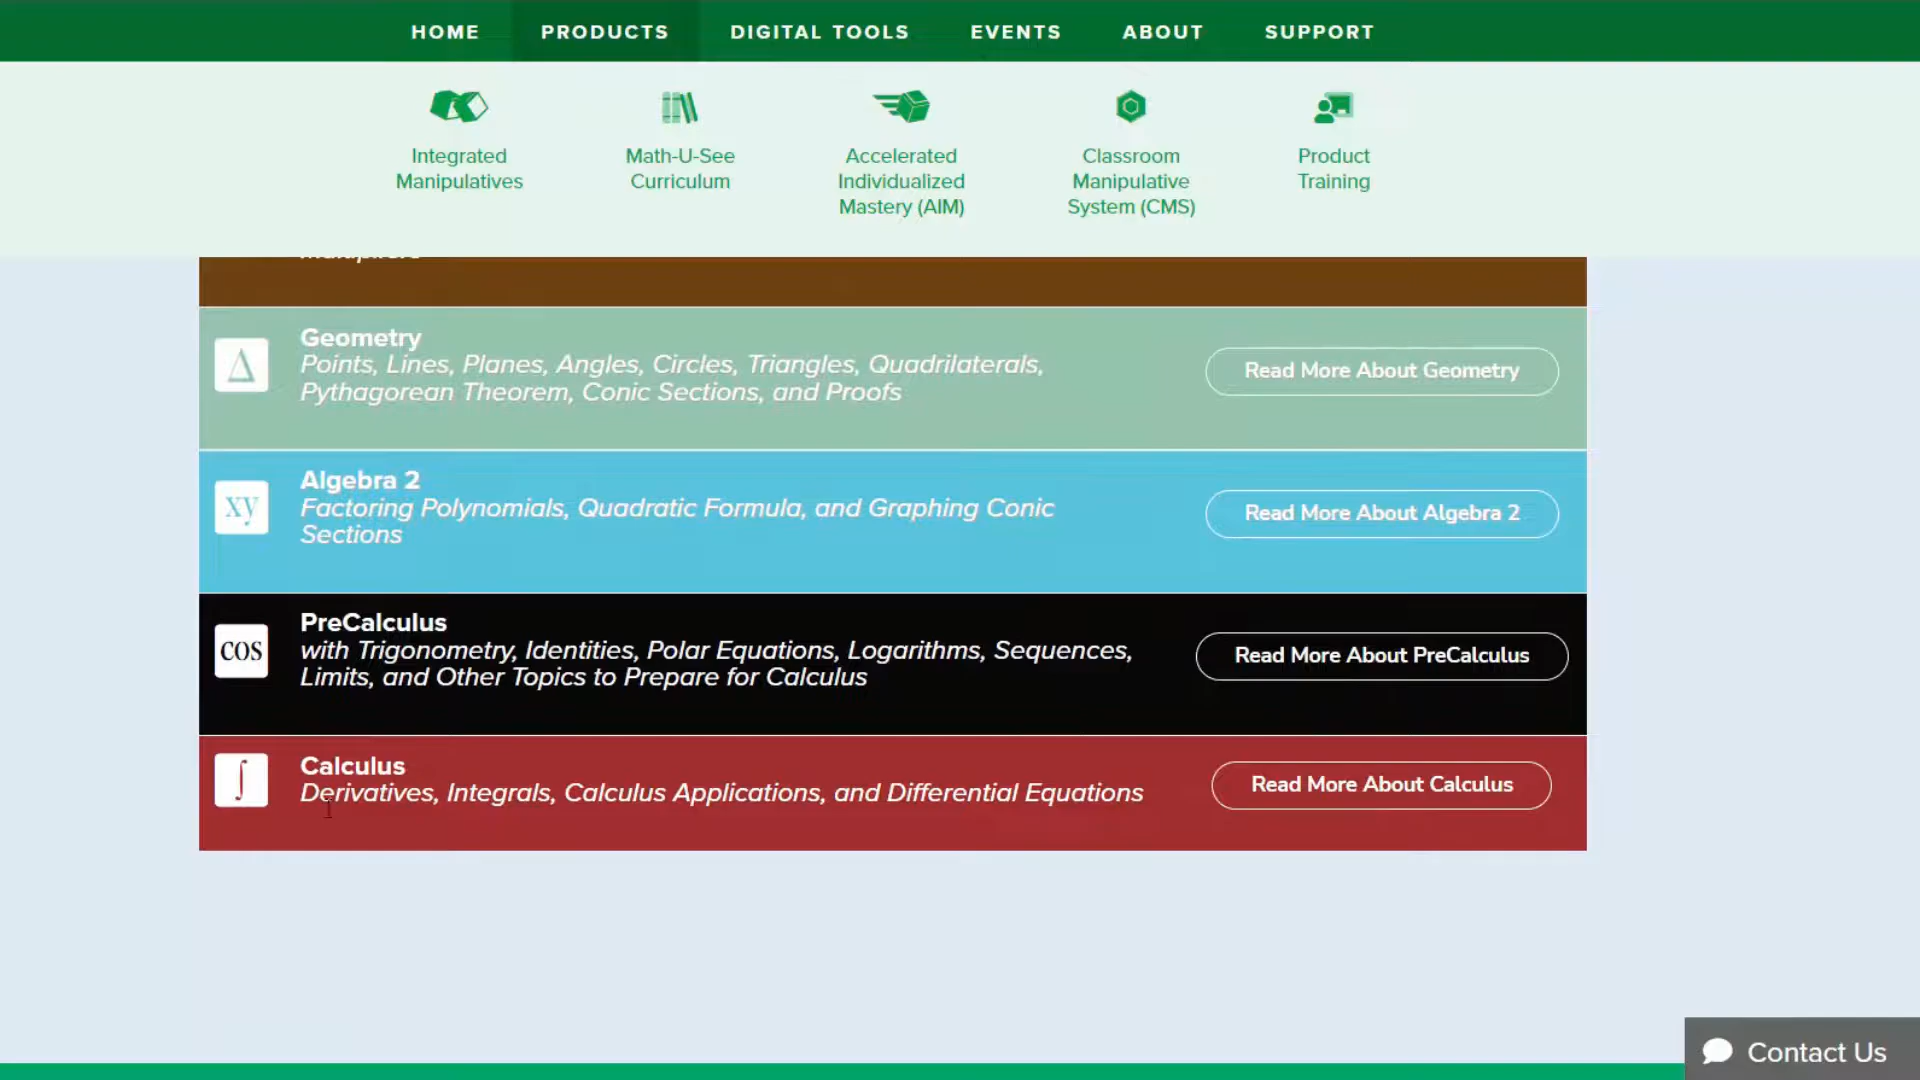 HOME PRODUCTS DIGITAL TOOLS EVENTS ABOUT SUPPORT
Integrated
Manipulatives
Math-U-See
Curriculum
Accelerated
Individualized
Mastery (AIM)
Classroom
Manipulative
System (CMS)
Product
Training
Δ
Geometry
Points, Lines, Planes, Angles, Circles, Triangles, Quadrilaterals,
Pythagorean Theorem, Conic Sections, and Proofs
Read More About Geometry
xy
Algebra 2
Factoring Polynomials, Quadratic Formula, and Graphing Conic
Sections
Read More About Algebra 2
cos
PreCalculus
with Trigonometry, Identities, Polar Equations, Logarithms, Sequences,
Limits, and Other Topics to Prepare for Calculus
Read More About PreCalculus
∫
Calculus
Derivatives, Integrals, Calculus Applications, and Differential Equations
Read More About Calculus
Contact Us